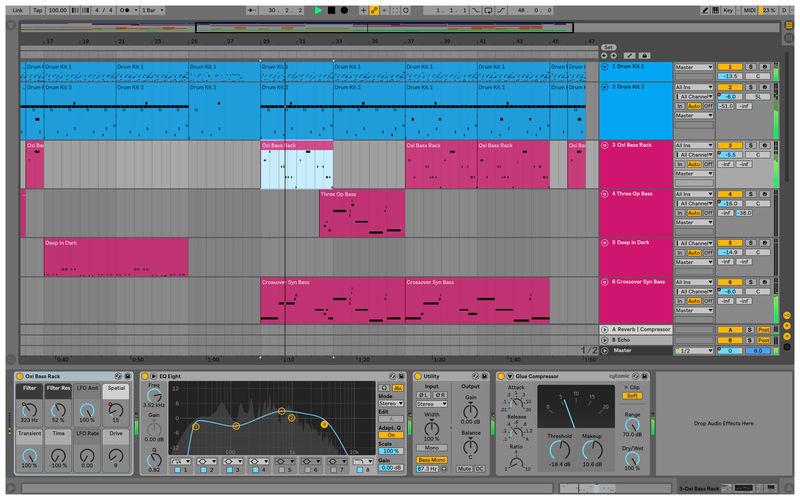 Link Tap 100.00 4 / 4 1 Bar 30. 2. 2 1. 1. 1 48. 0. 0 Key MIDI 23 % D
17 19 21 23 25 27 29 31 33 35 37 39 41 43 45 47
Set
Drum K Drum Kit 1 Drum Kit 1 Drum Kit 1 Drum Kit 1 Drum Kit 1 Drum Kit 1 Drum Kit 1 1 Drum Kit 1 Master 1 S
-13.5 C
Drum K Drum Kit 2 Drum Kit 2 Drum Kit 2 Drum Kit 2 Drum Kit 2 Drum Kit 2 Drum Kit 2 2 Drum Kit 2 All Ins 2 S
All Channel -6.0 5L
In Auto Off -51.0 -inf
Master
Oxi Ba Oxi Bass Rack Oxi Bass Rack Oxi Bass Rack Oxi Ba 3 Oxi Bass Rack All Ins 3 S
All Channel -5.5 C
In Auto Off -inf -inf
Master
Three Op Bass 4 Three Op Bass All Ins 4 S
All Channel -16.0 C
In Auto Off -inf -38.0
Master
Deep in Dark 5 Deep in Dark All Ins 5 S
All Channel -14.9 C
In Auto Off -inf -inf
Master
Crossover Syn Bass Crossover Syn Bass 6 Crossover Syn Bass All Ins 6 S
All Channel -6.0 C
In Auto Off -inf -inf
Master
A Reverb | Compressor A S Post
B Echo B S Post
1/2 Master 1/2 0 6.0
0:40 0:50 1:00 1:10 1:20 1:30 1:40 1:50
Oxi Bass Rack EQ Eight Utility Glue Compressor cytomic
Filter Filter Res LFO Amt Spatial
323 Hz 52 % 100 % 15
Transient Time LFO Rate Drive
100 % -100 % 0.00 % 9
Freq
3.52 kHz
Gain
0.00 dB
Q
0.82
12
6
0
-6
-12
100 1k 10k
1 2 3 4 5 6 7 8
Mode
Stereo
Edit
A
Adapt. Q
On
Scale
100 %
Gain
0.00 dB
Input Output
Ø L Ø R Gain
Stereo 0.00 dB
Width
100 %
Mono Balance
Bass Mono C
87.3 Hz Mute DC
Attack
Release
Ratio
Clip
Soft
Range
70.0 dB
Threshold Makeup Dry/Wet
-18.4 dB 10.6 dB 100 %
Drop Audio Effects Here
3-Oxi Bass Rack